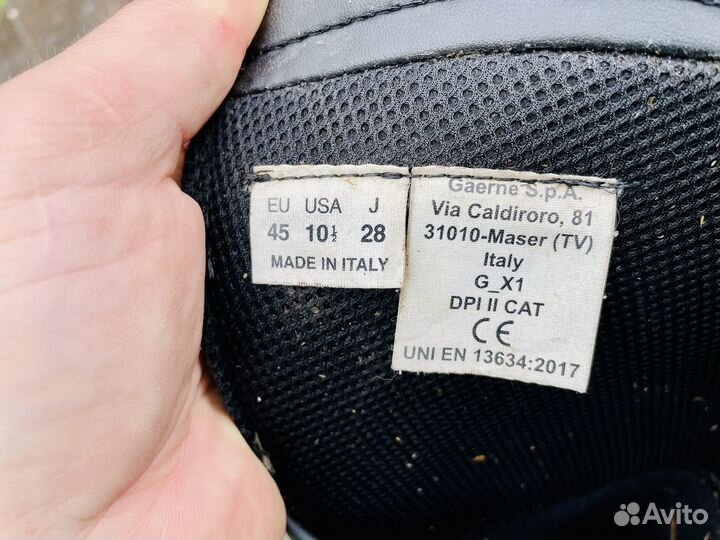 EU USA J
45 10½ 28
MADE IN ITALY
Gaerne S.p.A.
Via Caldiroro, 81
31010-Maser (TV)
Italy
G_X1
DPI II CAT
CE
UNI EN 13634:2017
Avito